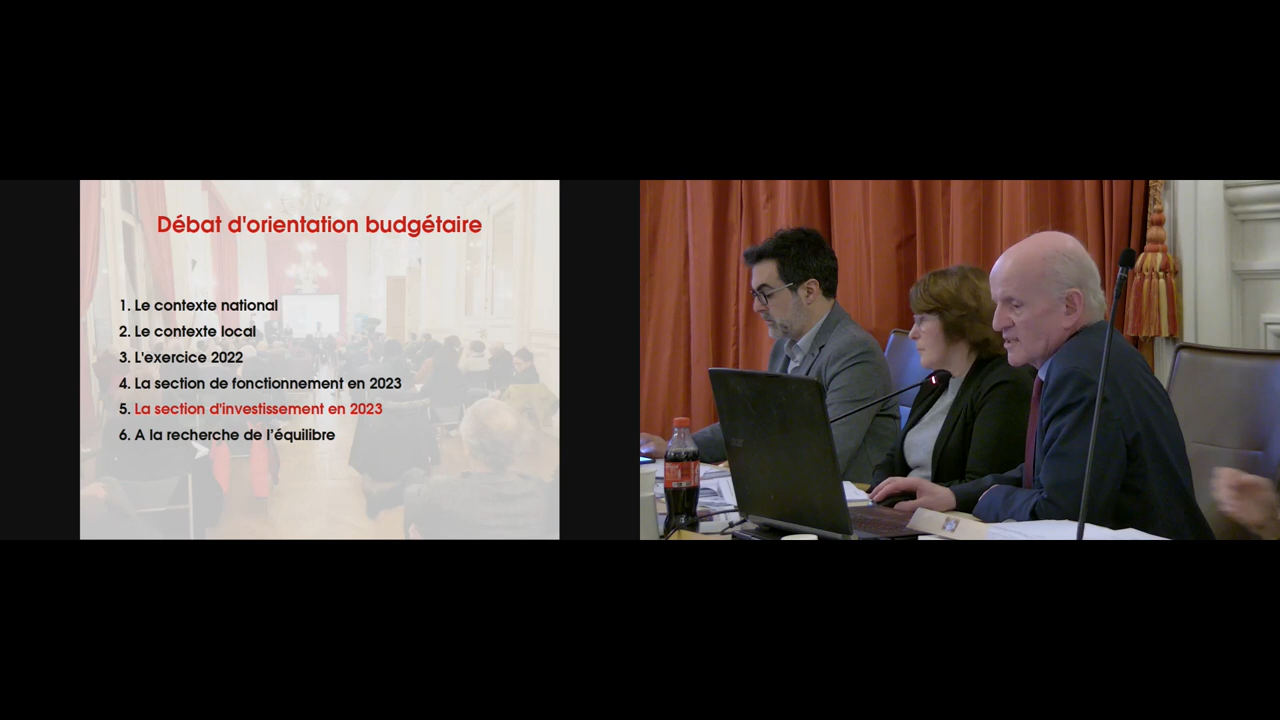 Débat d'orientation budgétaire
1. Le contexte national
2. Le contexte local
3. L'exercice 2022
4. La section de fonctionnement en 2023
5. La section d'investissement en 2023
6. A la recherche de l’équilibre